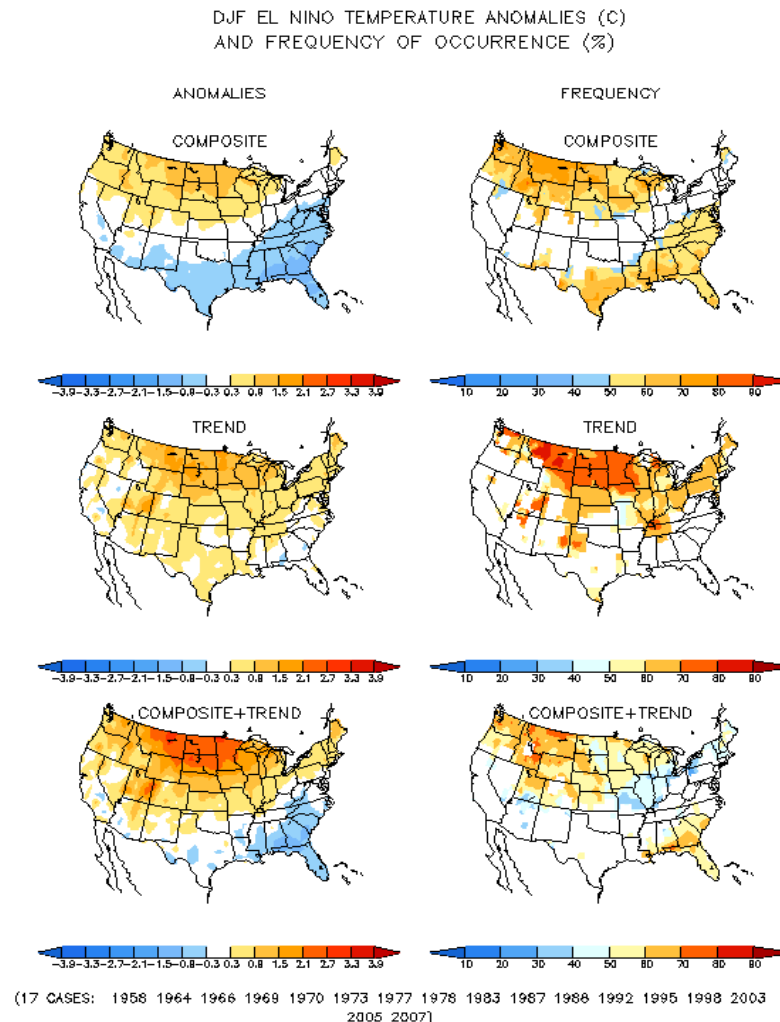 DJF EL NINO TEMPERATURE ANOMALIES (C)
AND FREQUENCY OF OCCURRENCE (%)
ANOMALIES
FREQUENCY
COMPOSITE
COMPOSITE
-3.9 -3.3 -2.7 -2.1 -1.5 -0.9 -0.3 0.3 0.9 1.5 2.1 2.7 3.3 3.9
10 20 30 40 50 60 70 80 90
TREND
TREND
-3.9 -3.3 -2.7 -2.1 -1.5 -0.9 -0.3 0.3 0.9 1.5 2.1 2.7 3.3 3.9
10 20 30 40 50 60 70 80 90
COMPOSITE+TREND
COMPOSITE+TREND
-3.9 -3.3 -2.7 -2.1 -1.5 -0.9 -0.3 0.3 0.9 1.5 2.1 2.7 3.3 3.9
10 20 30 40 50 60 70 80 90
(17 CASES: 1958 1964 1966 1969 1970 1973 1977 1978 1983 1987 1988 1992 1995 1998 2003
2005 2007)